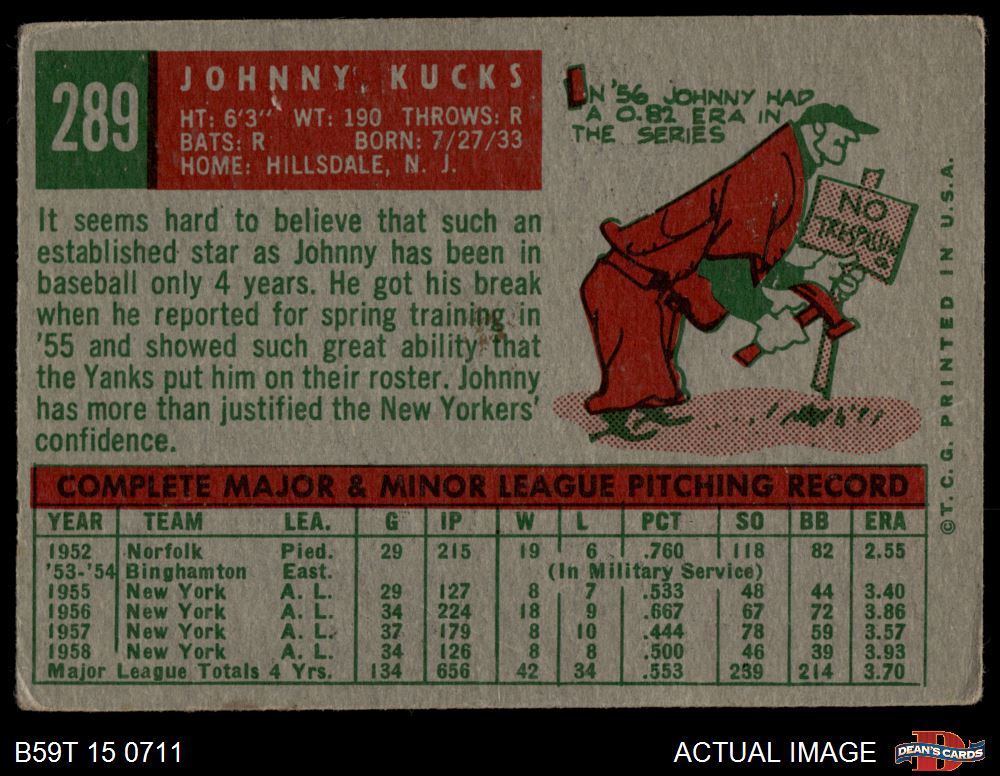 289
JOHNNY KUCKS
HT: 6'3" WT: 190 THROWS: R
BATS: R BORN: 7/27/33
HOME: HILLSDALE, N. J.
IN '56 JOHNNY HAD
A 0.82 ERA IN
THE SERIES
NO
TRESPASSING
It seems hard to believe that such an
established star as Johnny has been in
baseball only 4 years. He got his break
when he reported for spring training in
'55 and showed such great ability that
the Yanks put him on their roster. Johnny
has more than justified the New Yorkers'
confidence.
©T. C. G. PRINTED IN U.S.A.
COMPLETE MAJOR & MINOR LEAGUE PITCHING RECORD
YEAR TEAM LEA. G IP W L PCT SO BB ERA
1952 Norfolk Pied. 29 215 19 6 .760 118 82 2.55
'53-'54 Binghamton East. (In Military Service)
1955 New York A. L. 29 127 8 7 .533 48 44 3.40
1956 New York A. L. 34 224 18 9 .667 67 72 3.86
1957 New York A. L. 37 179 8 10 .444 78 59 3.57
1958 New York A. L. 34 126 8 8 .500 46 39 3.93
Major League Totals 4 Yrs. 134 656 42 34 .553 239 214 3.70
B59T 15 0711
ACTUAL IMAGE
DEAN'S CARDS